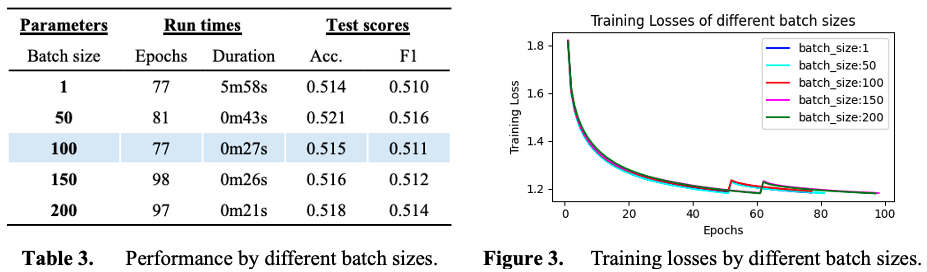 Parameters Run times Test scores
Batch size Epochs Duration Acc. F1
1 77 5m58s 0.514 0.510
50 81 0m43s 0.521 0.516
100 77 0m27s 0.515 0.511
150 98 0m26s 0.516 0.512
200 97 0m21s 0.518 0.514
Table 3. Performance by different batch sizes.
Training Losses of different batch sizes
batch_size:1
batch_size:50
batch_size:100
batch_size:150
batch_size:200
Training Loss
1.8
1.6
1.4
1.2
0 20 40 60 80 100
Epochs
Figure 3. Training losses by different batch sizes.